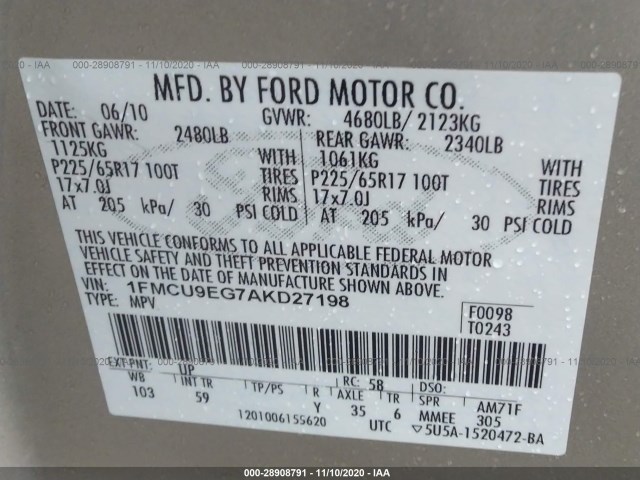 000-28908791 - 11/10/2020 - IAA
MFD. BY FORD MOTOR CO.
DATE: 06/10 GVWR: 4680LB/ 2123KG
FRONT GAWR: 2480LB REAR GAWR: 2340LB
1125KG WITH 1061KG WITH
P225/65R17 100T TIRES P225/65R17 100T TIRES
17x7.0J RIMS 17x7.0J RIMS
AT 205 kPa/ 30 PSI COLD AT 205 kPa/ 30 PSI COLD
THIS VEHICLE CONFORMS TO ALL APPLICABLE FEDERAL MOTOR
VEHICLE SAFETY AND THEFT PREVENTION STANDARDS IN
EFFECT ON THE DATE OF MANUFACTURE SHOWN ABOVE.
VIN: 1FMCU9EG7AKD27198
TYPE: MPV
F0098
T0243
EXT PNT: UP RC: 58 DSO:
WB INT TR TP/PS R AXLE TR SPR AM71F
103 59 Y 35 6 MMEE 305
1201006155620 UTC ▽5U5A-1520472-BA
000-28908791 - 11/10/2020 - IAA